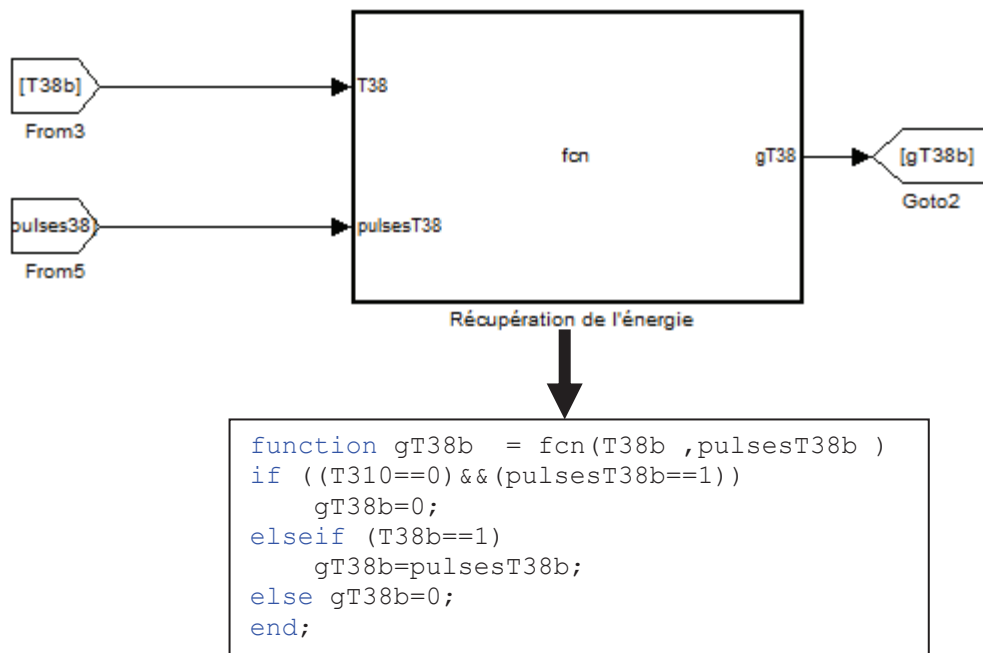 [T38b]
From3
T38
fcn
gT38
[gT38b]
Goto2
pulses38]
From5
pulsesT38
Récupération de l'énergie
function gT38b  = fcn(T38b ,pulsesT38b )
if ((T310==0)&&(pulsesT38b==1))
    gT38b=0;
elseif (T38b==1)
    gT38b=pulsesT38b;
else gT38b=0;
end;